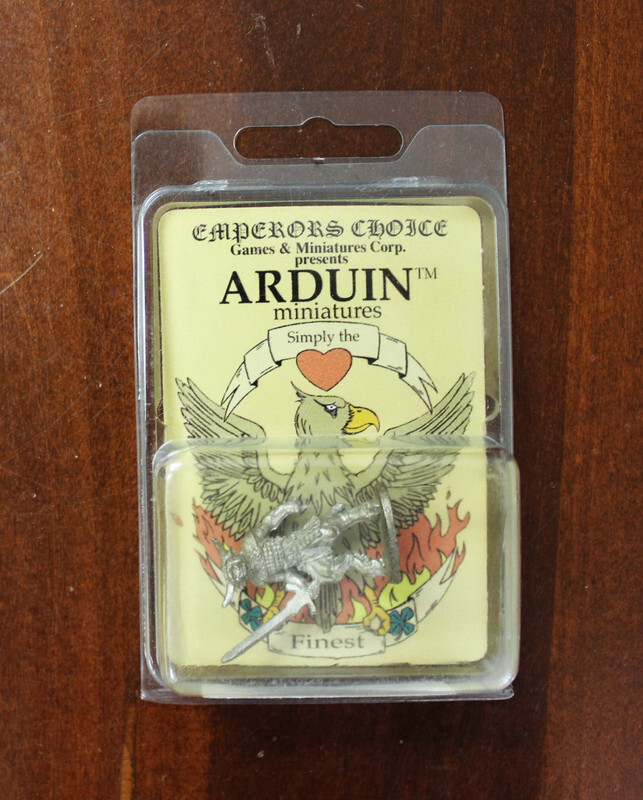 EMPERORS CHOICE
Games & Miniatures Corp.
presents
ARDUIN™
miniatures
Simply the
Finest